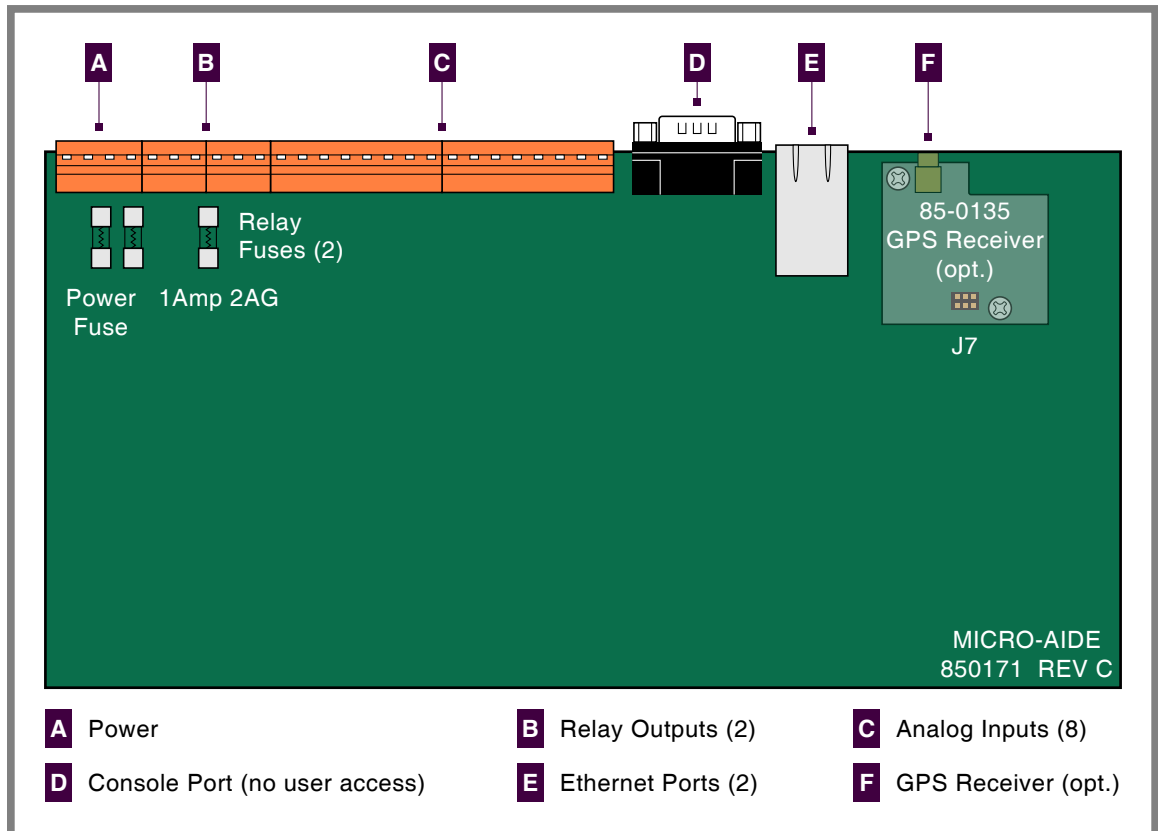 A B C D E F
Relay
Fuses (2)
Power 1Amp 2AG
Fuse
85-0135
GPS Receiver
(opt.)
J7
MICRO-AIDE
850171 REV C
A Power
B Relay Outputs (2)
C Analog Inputs (8)
D Console Port (no user access)
E Ethernet Ports (2)
F GPS Receiver (opt.)